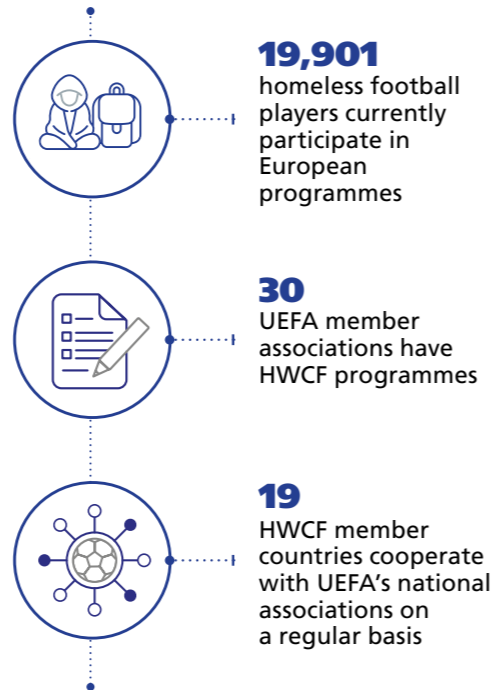 19,901
homeless football
players currently
participate in
European
programmes
30
UEFA member
associations have
HWCF programmes
19
HWCF member
countries cooperate
with UEFA’s national
associations on
a regular basis